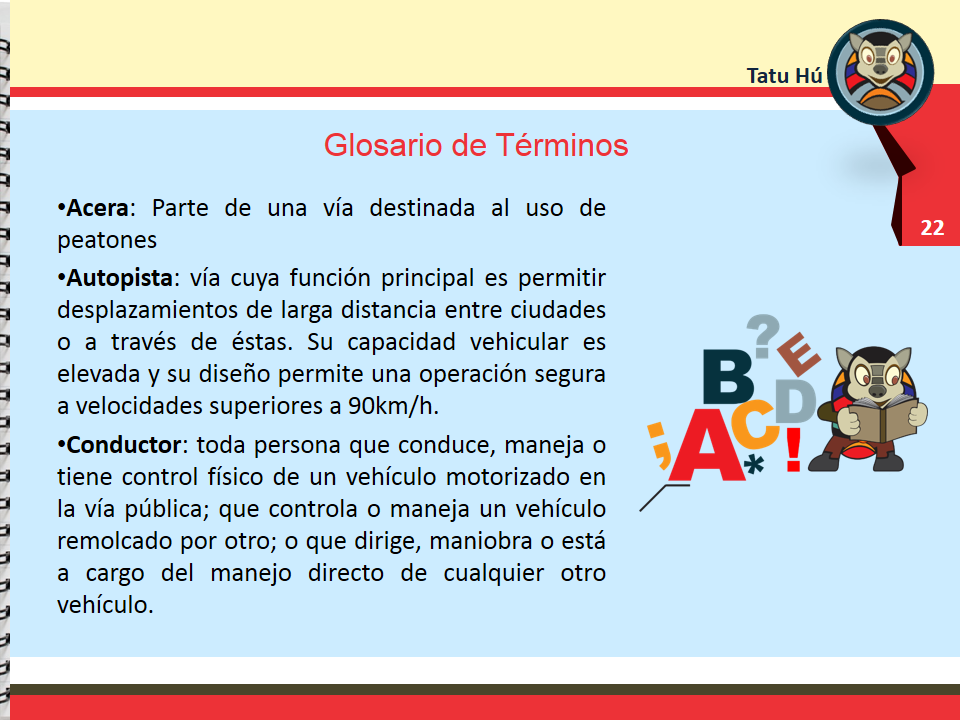 Tatu Hú
Glosario de Términos
22
•Acera: Parte de una vía destinada al uso de
peatones
•Autopista: vía cuya función principal es permitir
desplazamientos de larga distancia entre ciudades
o a través de éstas. Su capacidad vehicular es
elevada y su diseño permite una operación segura
a velocidades superiores a 90km/h.
•Conductor: toda persona que conduce, maneja o
tiene control físico de un vehículo motorizado en
la vía pública; que controla o maneja un vehículo
remolcado por otro; o que dirige, maniobra o está
a cargo del manejo directo de cualquier otro
vehículo.
? E
B D
; A C * !